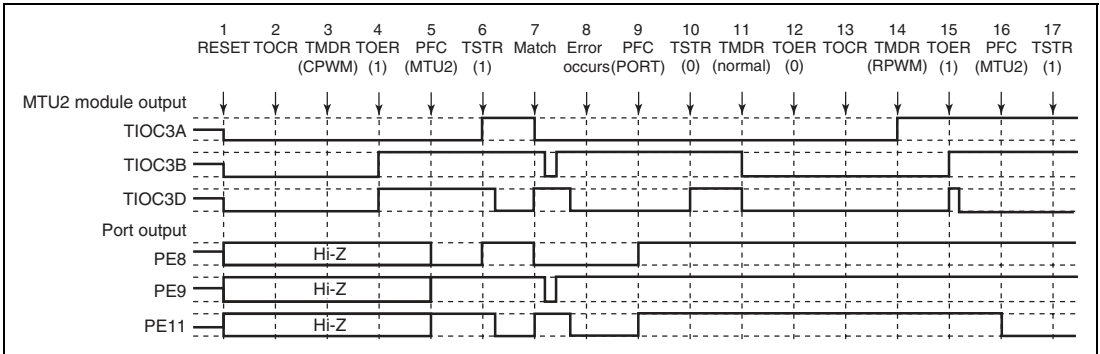 1 2 3 4 5 6 7 8 9 10 11 12 13 14 15 16 17
RESET TOCR TMDR TOER PFC TSTR Match Error PFC TSTR TMDR TOER TOCR TMDR TOER PFC TSTR
(CPWM) (1) (MTU2) (1) occurs (PORT) (0) (normal) (0) (RPWM) (1) (MTU2) (1)
MTU2 module output
TIOC3A
TIOC3B
TIOC3D
Port output
PE8 Hi-Z
PE9 Hi-Z
PE11 Hi-Z